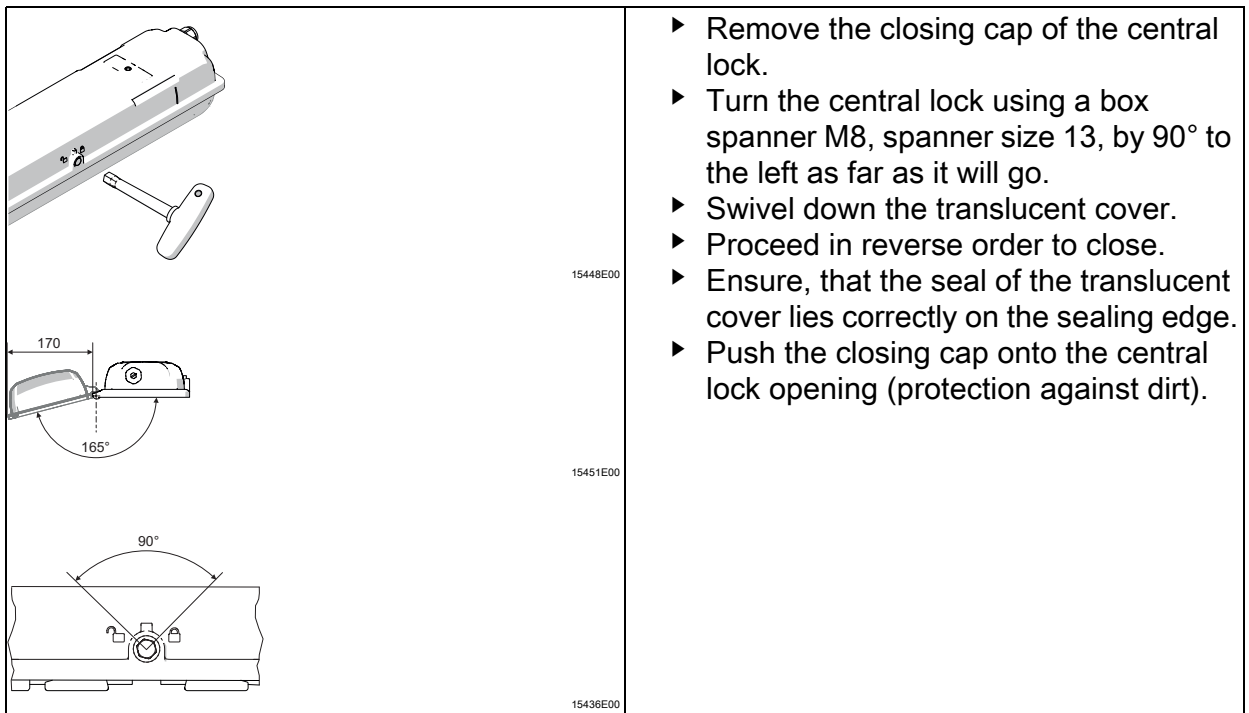 15448E00
170
165°
15451E00
90°
15436E00
▶ Remove the closing cap of the central
lock.
▶ Turn the central lock using a box
spanner M8, spanner size 13, by 90° to
the left as far as it will go.
▶ Swivel down the translucent cover.
▶ Proceed in reverse order to close.
▶ Ensure, that the seal of the translucent
cover lies correctly on the sealing edge.
▶ Push the closing cap onto the central
lock opening (protection against dirt).